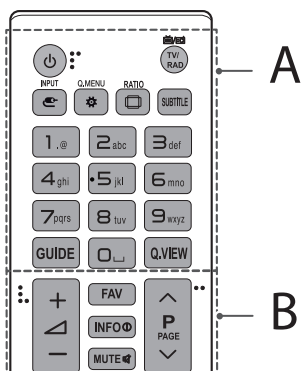 TV/
RAD
A
INPUT Q.MENU RATIO
SUBTITLE
1.@ 2abc 3def
4ghi 5jkl 6mno
7pqrs 8tuv 9wxyz
GUIDE 0 Q.VIEW
+ FAV
P
PAGE
INFO
B
- MUTE